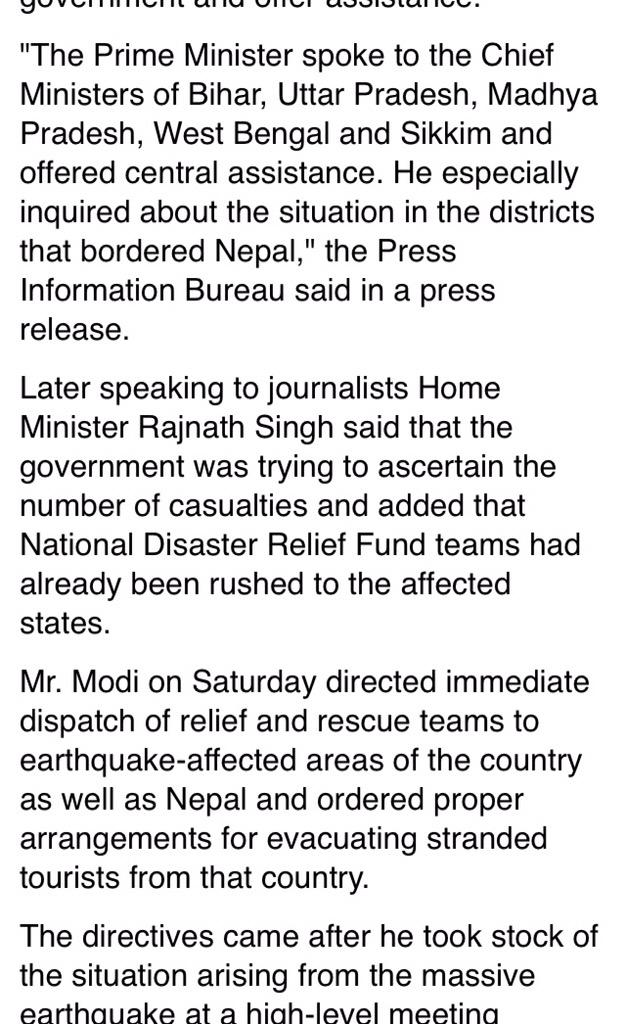 government and offer assistance.
"The Prime Minister spoke to the Chief
Ministers of Bihar, Uttar Pradesh, Madhya
Pradesh, West Bengal and Sikkim and
offered central assistance. He especially
inquired about the situation in the districts
that bordered Nepal," the Press
Information Bureau said in a press
release.
Later speaking to journalists Home
Minister Rajnath Singh said that the
government was trying to ascertain the
number of casualties and added that
National Disaster Relief Fund teams had
already been rushed to the affected
states.
Mr. Modi on Saturday directed immediate
dispatch of relief and rescue teams to
earthquake-affected areas of the country
as well as Nepal and ordered proper
arrangements for evacuating stranded
tourists from that country.
The directives came after he took stock of
the situation arising from the massive
earthquake at a high-level meeting